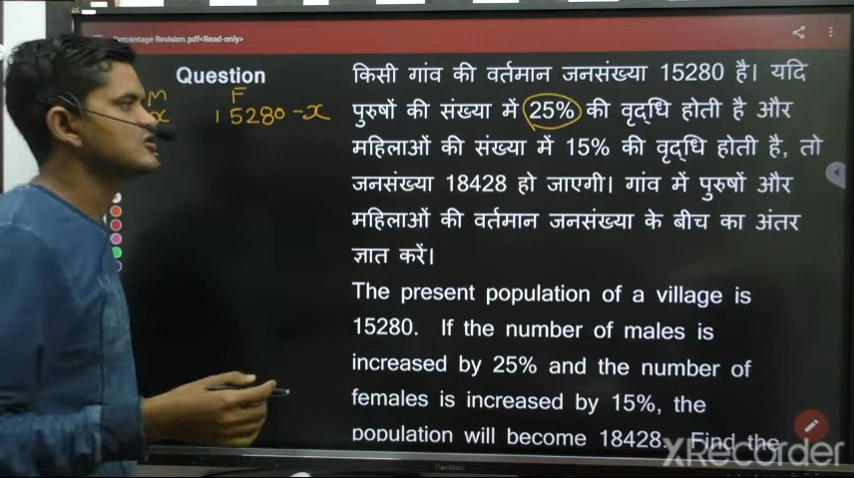 Percentage Revision.pdf<Read-only>
Question
M F
x 15280-x
किसी गांव की वर्तमान जनसंख्या 15280 है। यदि
पुरुषों की संख्या में 25% की वृद्धि होती है और
महिलाओं की संख्या में 15% की वृद्धि होती है, तो
जनसंख्या 18428 हो जाएगी। गांव में पुरुषों और
महिलाओं की वर्तमान जनसंख्या के बीच का अंतर
ज्ञात करें।
The present population of a village is
15280. If the number of males is
increased by 25% and the number of
females is increased by 15%, the
population will become 18428. Find the
XRecorder